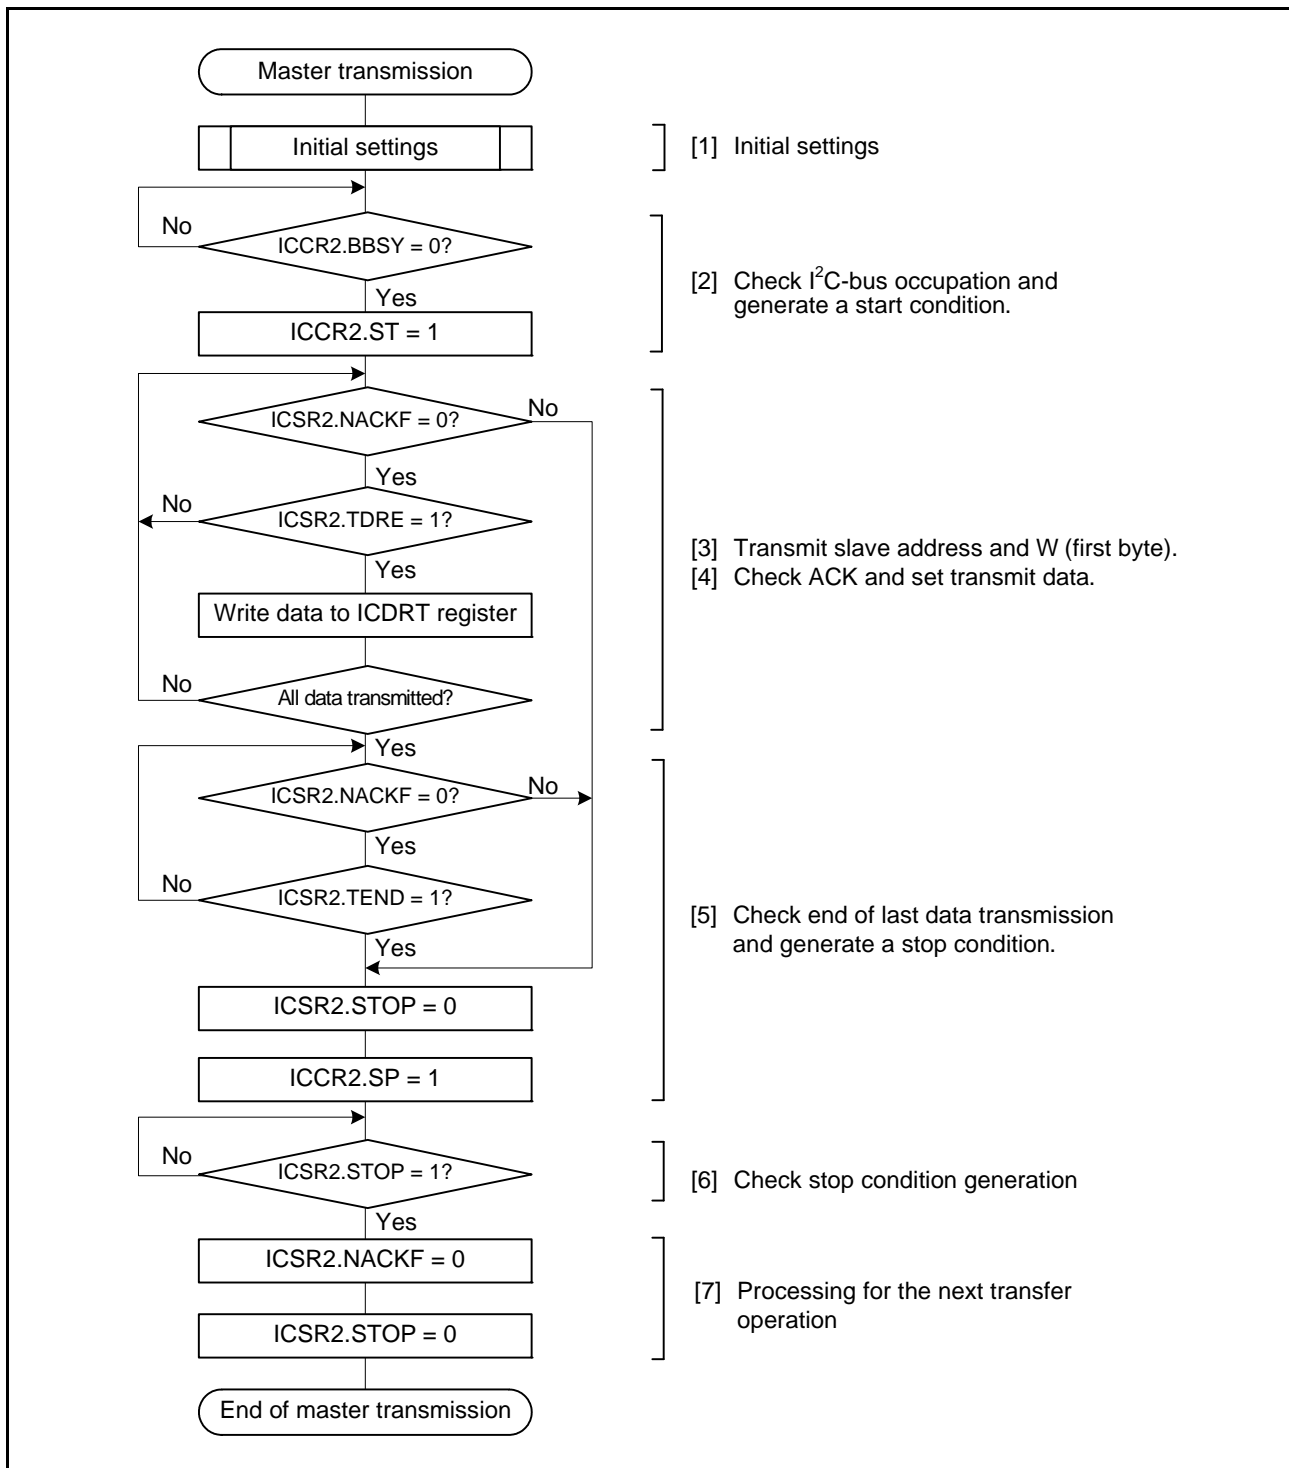 Master transmission
Initial settings
[1] Initial settings
No
ICCR2.BBSY = 0?
Yes
[2] Check I²C-bus occupation and
generate a start condition.
ICCR2.ST = 1
ICSR2.NACKF = 0?
No
Yes
No
ICSR2.TDRE = 1?
Yes
[3] Transmit slave address and W (first byte).
[4] Check ACK and set transmit data.
Write data to ICDRT register
No
All data transmitted?
Yes
ICSR2.NACKF = 0?
No
Yes
No
ICSR2.TEND = 1?
Yes
[5] Check end of last data transmission
and generate a stop condition.
ICSR2.STOP = 0
ICCR2.SP = 1
No
ICSR2.STOP = 1?
Yes
[6] Check stop condition generation
ICSR2.NACKF = 0
[7] Processing for the next transfer
operation
ICSR2.STOP = 0
End of master transmission